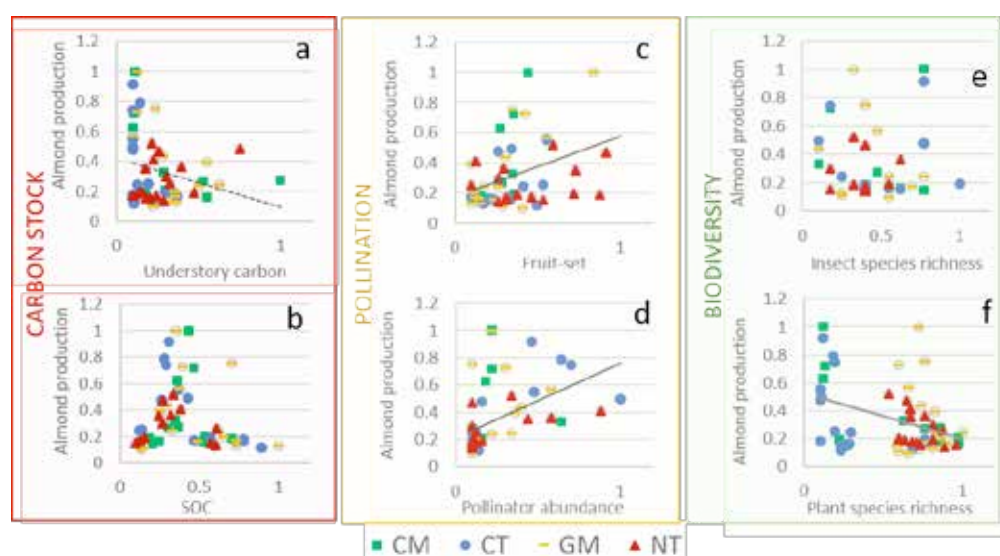 CARBON STOCK
a
Almond production
1.2
1
0.8
0.6
0.4
0.2
0
0 1
Understory carbon
b
Almond production
1.2
1
0.8
0.6
0.4
0.2
0
0 0.5 1
SOC
POLLINATION
c
Almond production
1.2
1
0.8
0.6
0.4
0.2
0
0 1
Fruit-set
d
Almond production
1.2
1
0.8
0.6
0.4
0.2
0
0 1
Pollinator abundance
BIODIVERSITY
e
Almond production
1.2
1
0.8
0.6
0.4
0.2
0
0 0.5 1
Insect species richness
f
Almond production
1.2
1
0.8
0.6
0.4
0.2
0
0 1
Plant species richness
CM CT GM NT